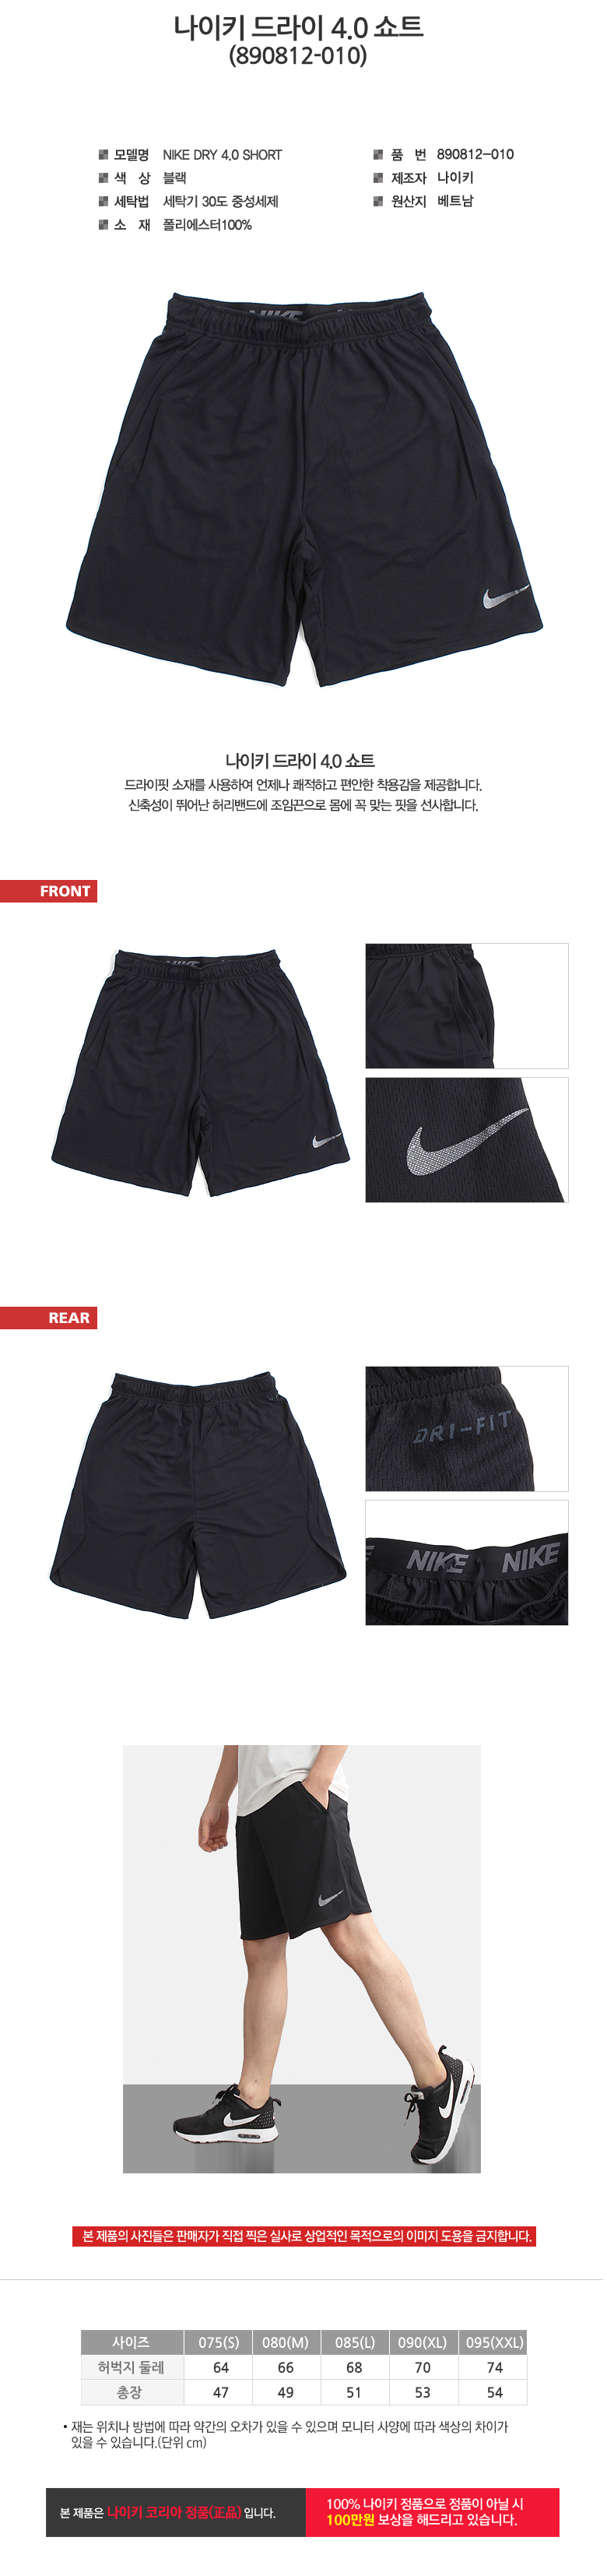 나이키 드라이 4.0 쇼트
(890812-010)
모델명 NIKE DRY 4.0 SHORT
품 번 890812-010
색 상 블랙
제조자 나이키
세탁법 세탁기 30도 중성세제
원산지 베트남
소 재 폴리에스터100%
NIKE
나이키 드라이 4.0 쇼트
드라이핏 소재를 사용하여 언제나 쾌적하고 편안한 착용감을 제공합니다.
신축성이 뛰어난 허리밴드에 조임끈으로 몸에 꼭 맞는 핏을 선사합니다.
FRONT
NIKE
REAR
DRI-FIT
NIKE NIKE
본 제품의 사진들은 판매자가 직접 찍은 실사로 상업적인 목적으로의 이미지 도용을 금지합니다.
사이즈 075(S) 080(M) 085(L) 090(XL) 095(XXL)
허벅지 둘레 64 66 68 70 74
총장 47 49 51 53 54
• 재는 위치나 방법에 따라 약간의 오차가 있을 수 있으며 모니터 사양에 따라 색상의 차이가
있을 수 있습니다.(단위 cm)
본 제품은 나이키 코리아 정품(正品) 입니다.
100% 나이키 정품으로 정품이 아닐 시
100만원 보상을 해드리고 있습니다.